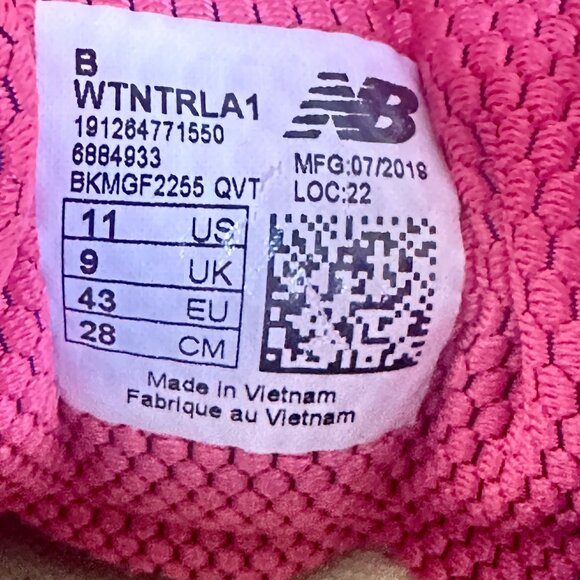 B
WTNTRLA1
191264771550
6884933
BKMGF2255 QVT
NB
MFG:07/2018
LOC:22
11 US
9 UK
43 EU
28 CM
Made in Vietnam
Fabrique au Vietnam